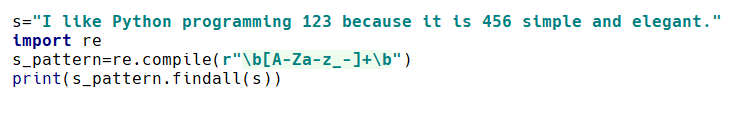 s="I like Python programming 123 because it is 456 simple and elegant."
import re
s_pattern=re.compile(r"\b[A-Za-z_-]+\b")
print(s_pattern.findall(s))